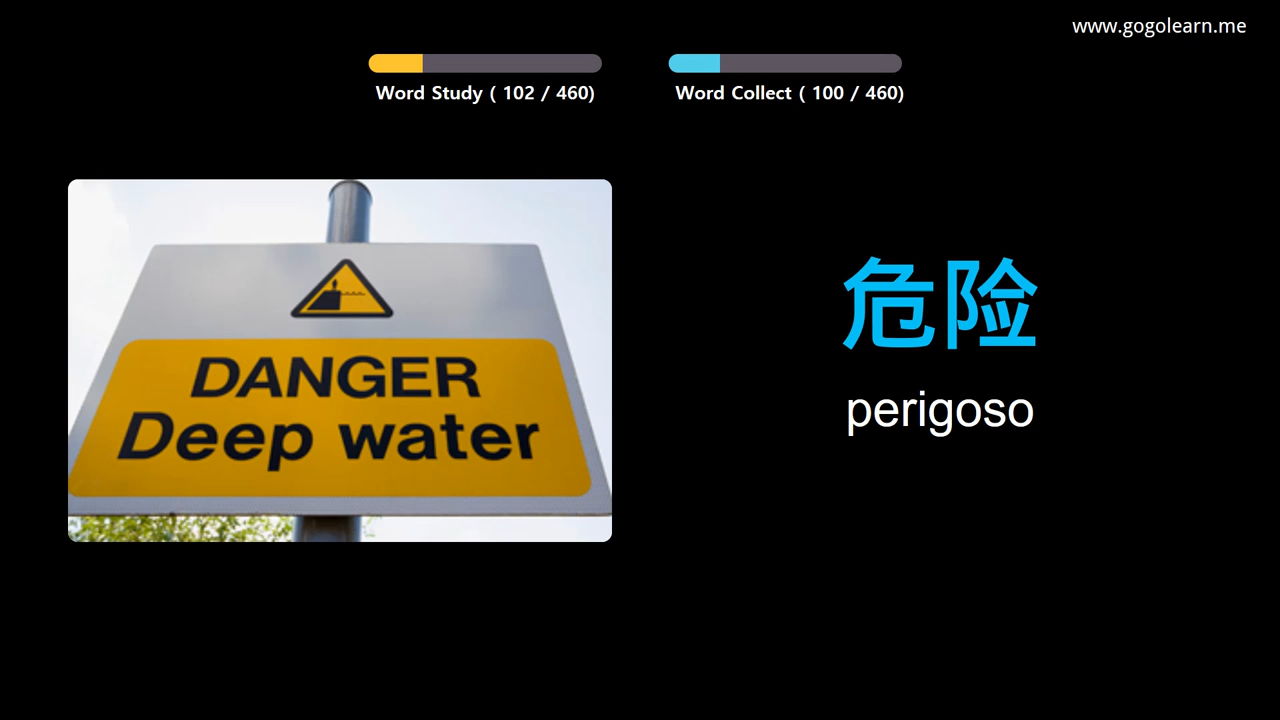 www.gogolearn.me
Word Study ( 102 / 460)
Word Collect ( 100 / 460)
DANGER
Deep water
危险
perigoso